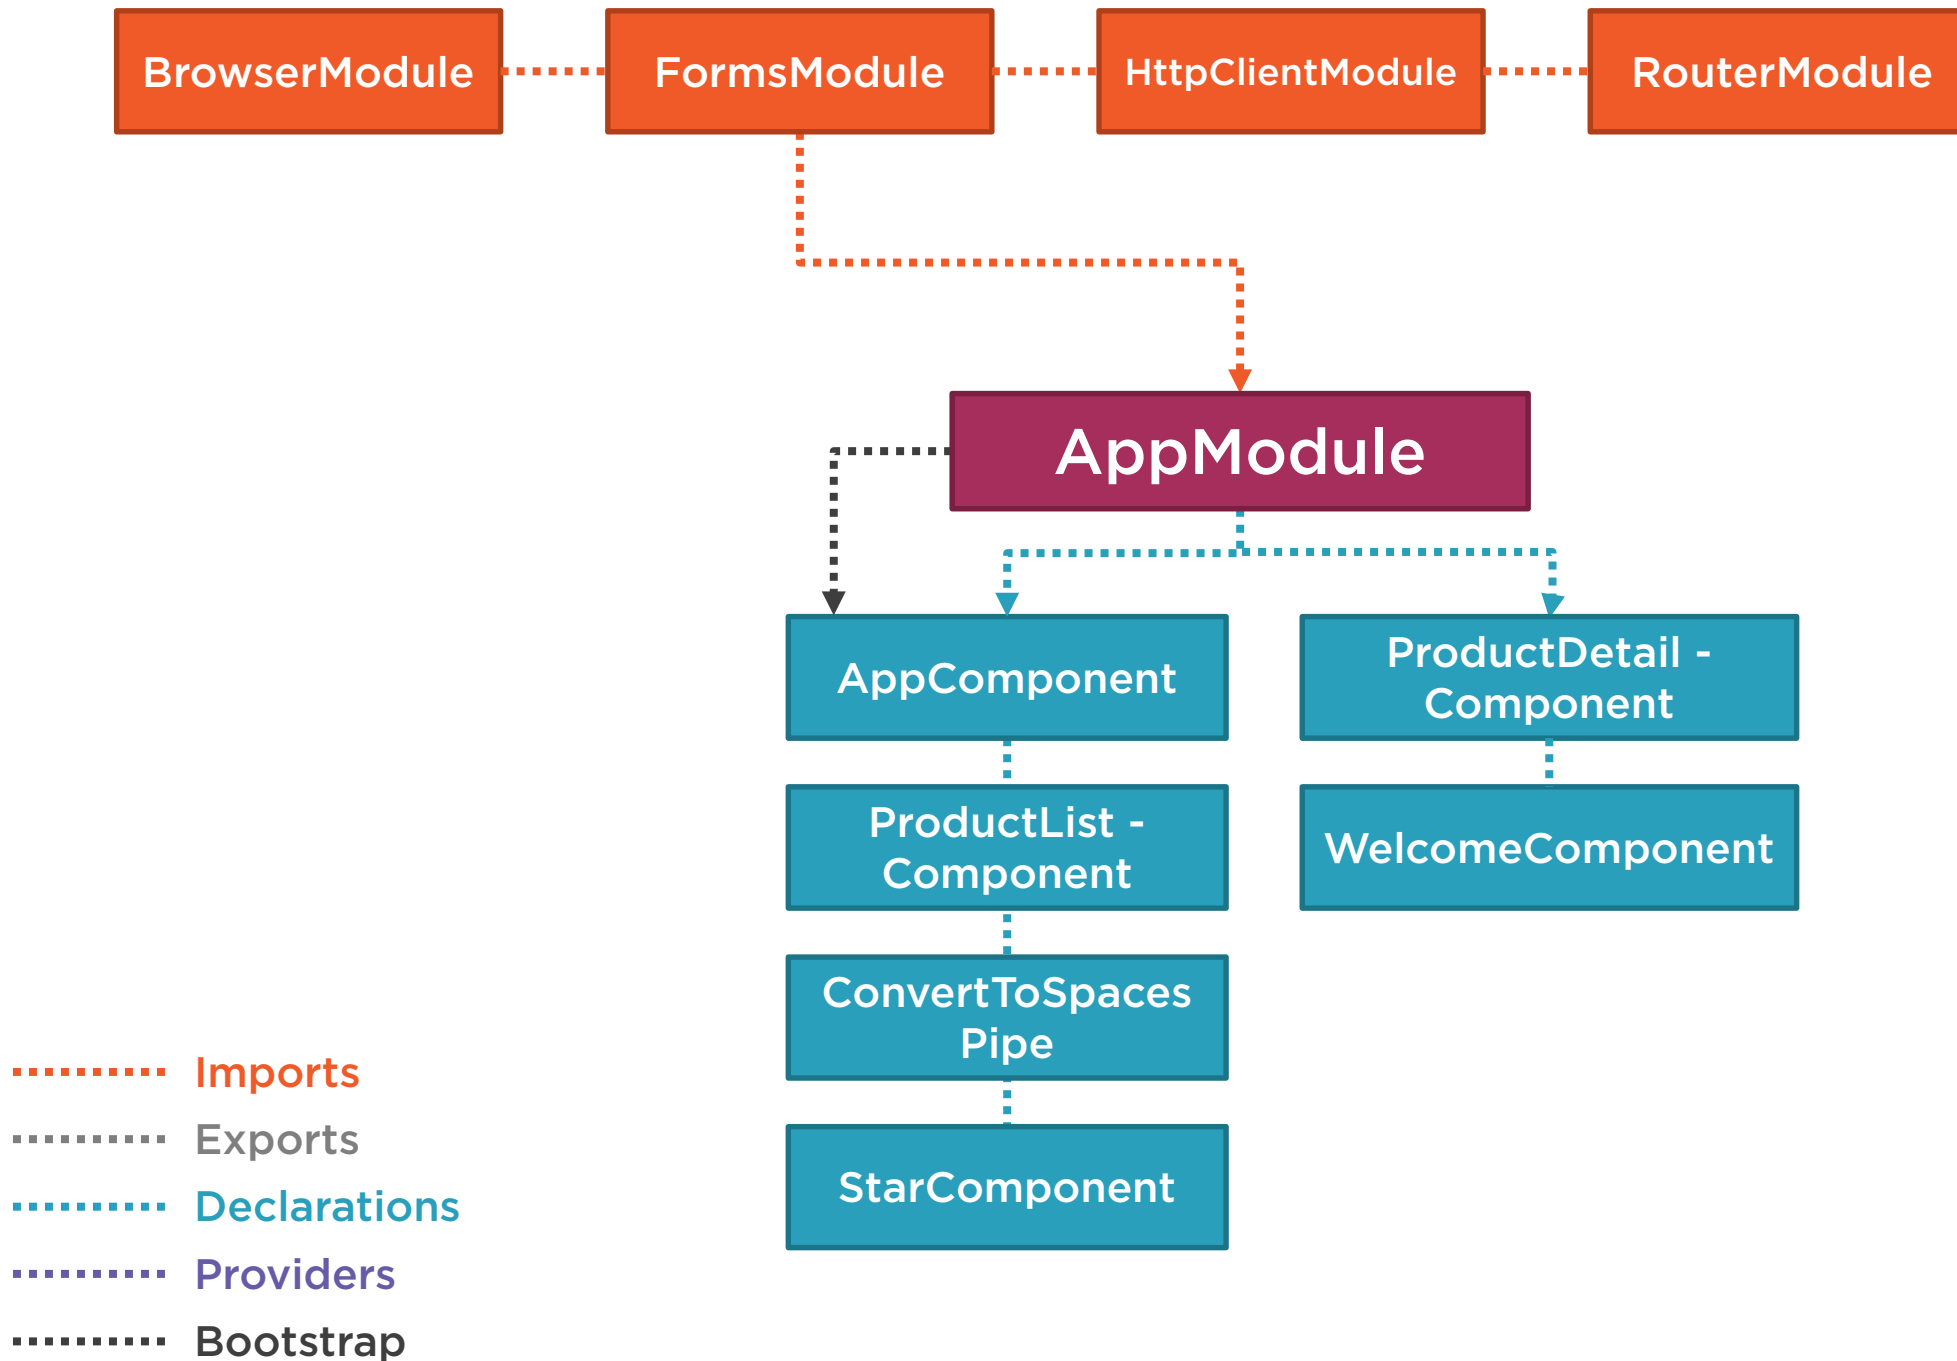 BrowserModule
FormsModule
HttpClientModule
RouterModule
AppModule
AppComponent
ProductDetail -
Component
ProductList -
Component
WelcomeComponent
ConvertToSpaces
Pipe
StarComponent
Imports
Exports
Declarations
Providers
Bootstrap